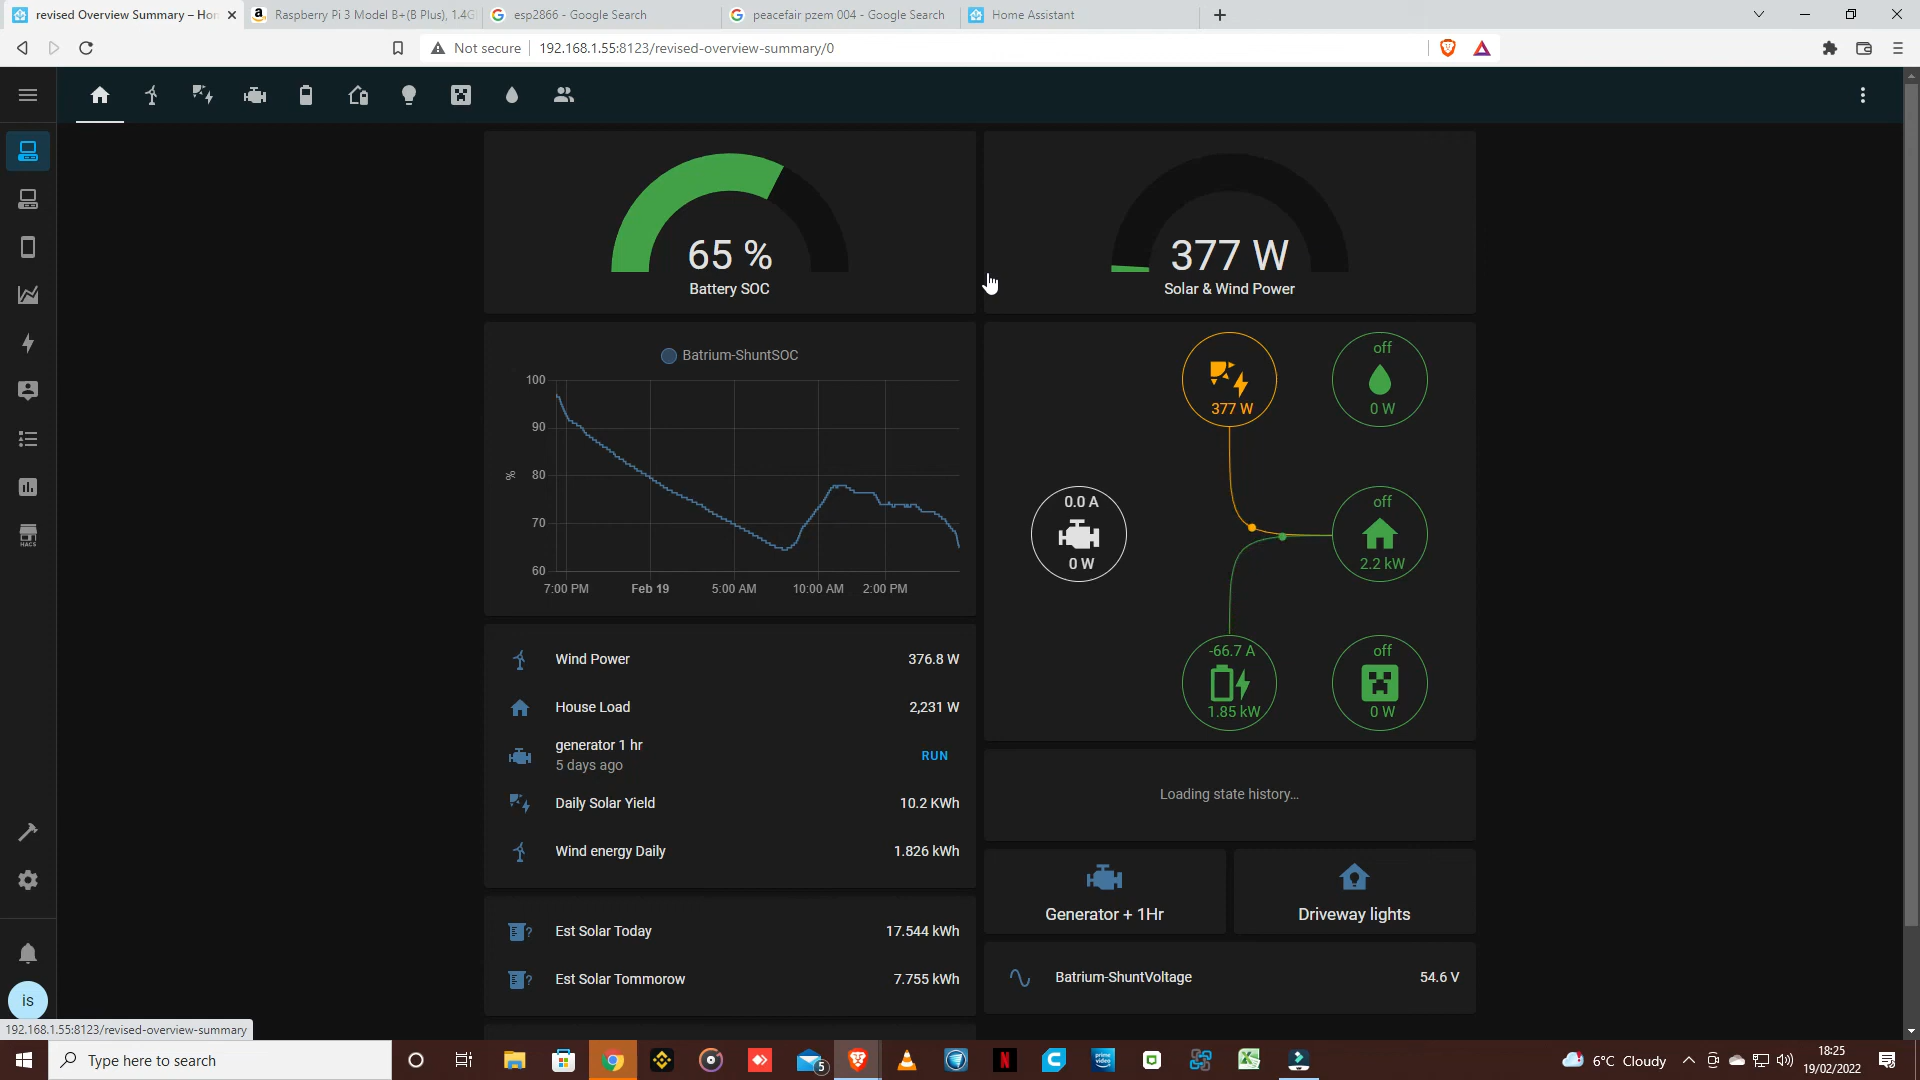 revised Overview Summary – Hom
Raspberry Pi 3 Model B+(B Plus), 1.4G
esp2866 - Google Search
peacefair pzem 004 - Google Search
Home Assistant
Not secure
192.168.1.55:8123/revised-overview-summary/0
65 %
Battery SOC
377 W
Solar & Wind Power
Batrium-ShuntSOC
100
90
80
70
60
%
7:00 PM
Feb 19
5:00 AM
10:00 AM
2:00 PM
377 W
off
0 W
0.0 A
0 W
off
2.2 kW
-66.7 A
1.85 kW
off
0 W
Wind Power
376.8 W
House Load
2,231 W
generator 1 hr
5 days ago
RUN
Daily Solar Yield
10.2 KWh
Wind energy Daily
1.826 kWh
Loading state history...
Generator + 1Hr
Driveway lights
Est Solar Today
17.544 kWh
Est Solar Tommorow
7.755 kWh
Batrium-ShuntVoltage
54.6 V
HACS
is
192.168.1.55:8123/revised-overview-summary
Type here to search
5
prime video
6°C Cloudy
18:25
19/02/2022